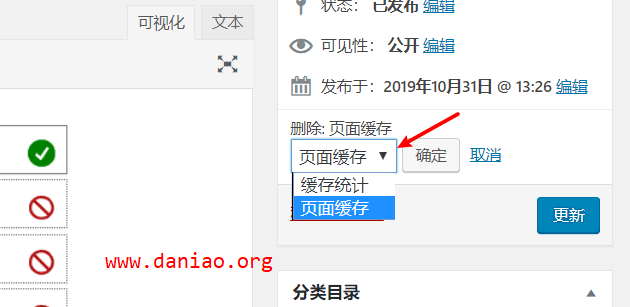 可视化 文本
状态： 已发布 编辑
可见性： 公开 编辑
发布于：2019年10月31日 @ 13:26 编辑
删除: 页面缓存
页面缓存 确定 取消
缓存统计
页面缓存
更新
www.daniao.org
分类目录